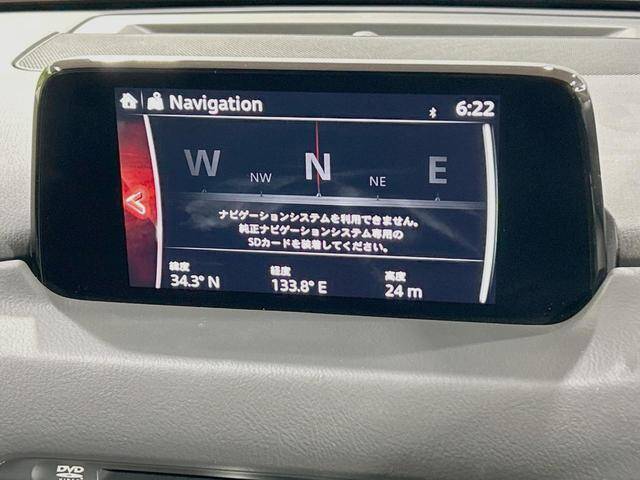 Navigation
6:22
W NW N NE E
ナビゲーションシステムを利用できません。
純正ナビゲーションシステム専用の
SDカードを装着してください。
緯度 経度 高度
34.3° N 133.8° E 24 m
DVD
VIDEO